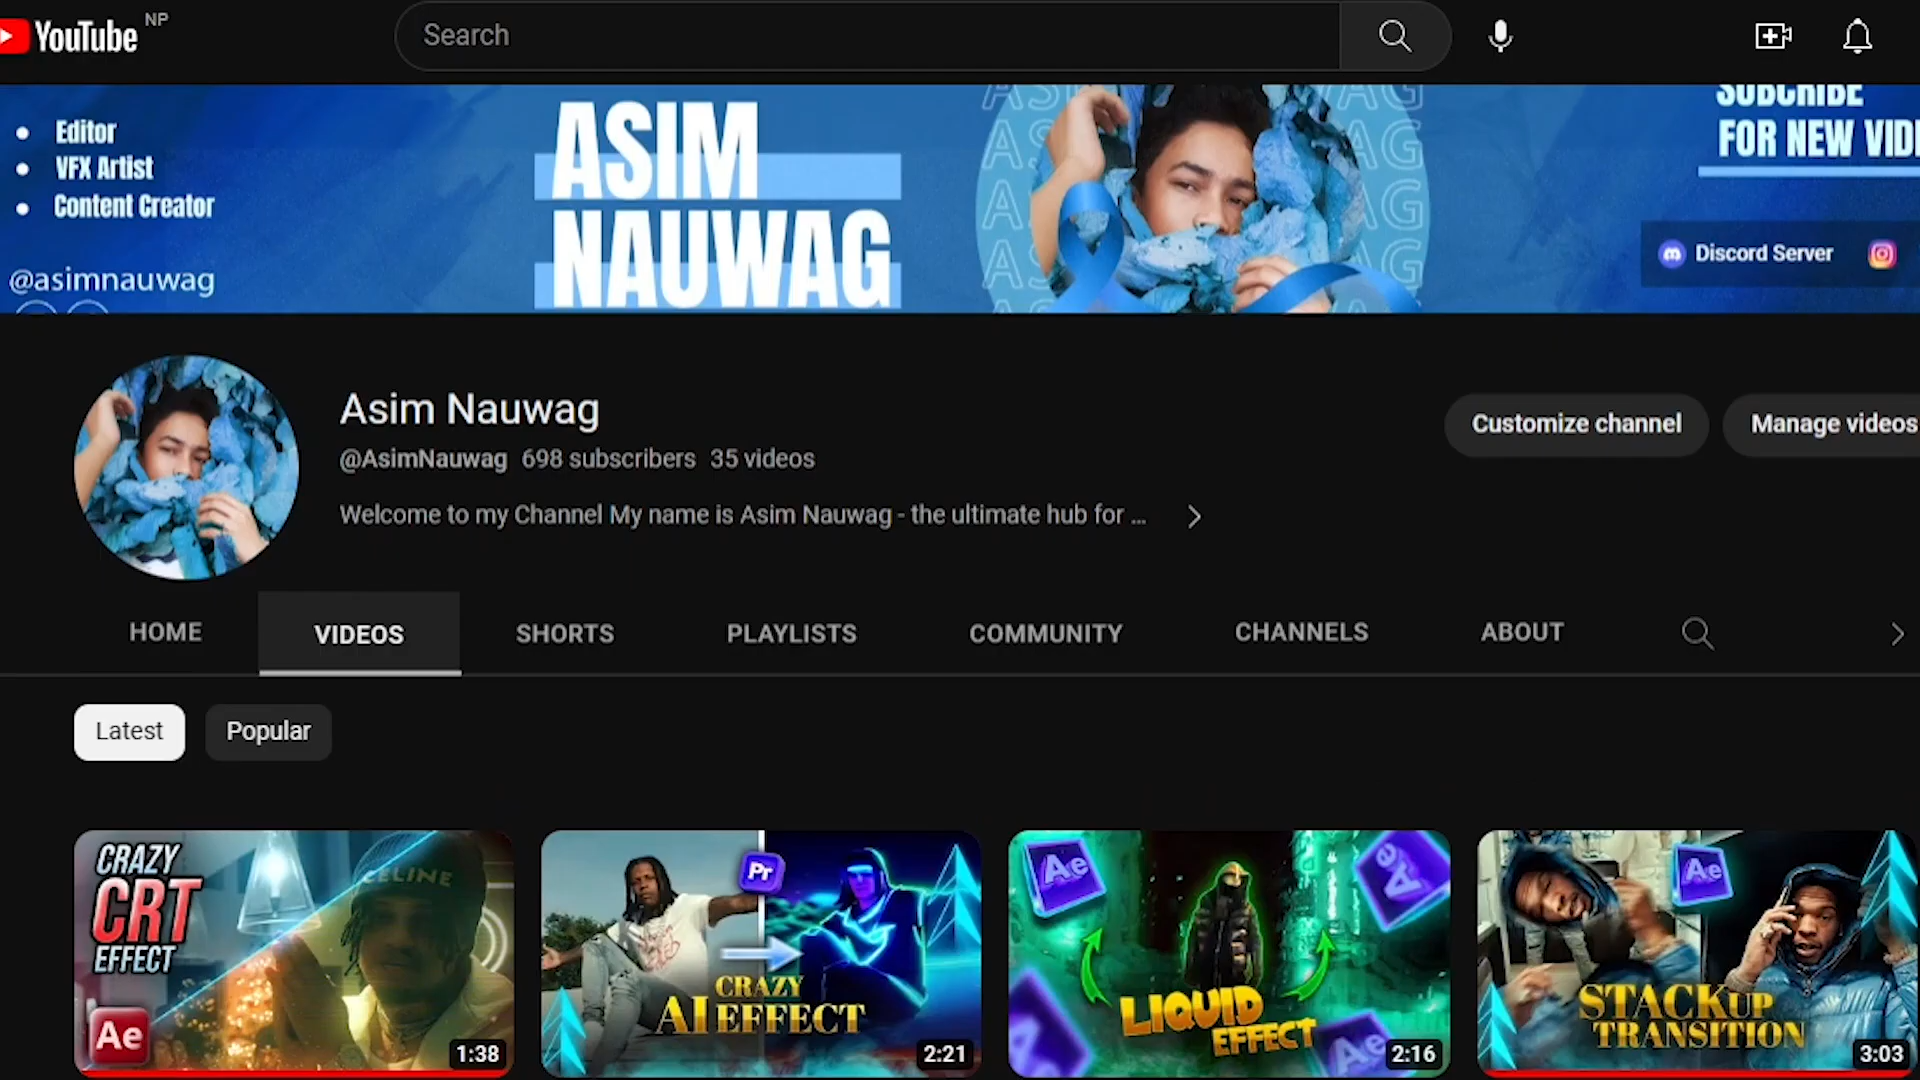 YouTube NP
Search
Editor
VFX Artist
Content Creator
@asimnauwag
ASIM
NAUWAG
SUBCRIBE
FOR NEW VID
Discord Server
Asim Nauwag
@AsimNauwag 698 subscribers 35 videos
Welcome to my Channel My name is Asim Nauwag - the ultimate hub for ...
Customize channel
Manage videos
HOME
VIDEOS
SHORTS
PLAYLISTS
COMMUNITY
CHANNELS
ABOUT
Latest
Popular
CRAZY
CRT
EFFECT
Ae
CELINE
1:38
Pr
CRAZY
AI EFFECT
2:21
Ae
Ae
LIQUID
EFFECT
Ae
2:16
Ae
STACKUP
TRANSITION
3:03